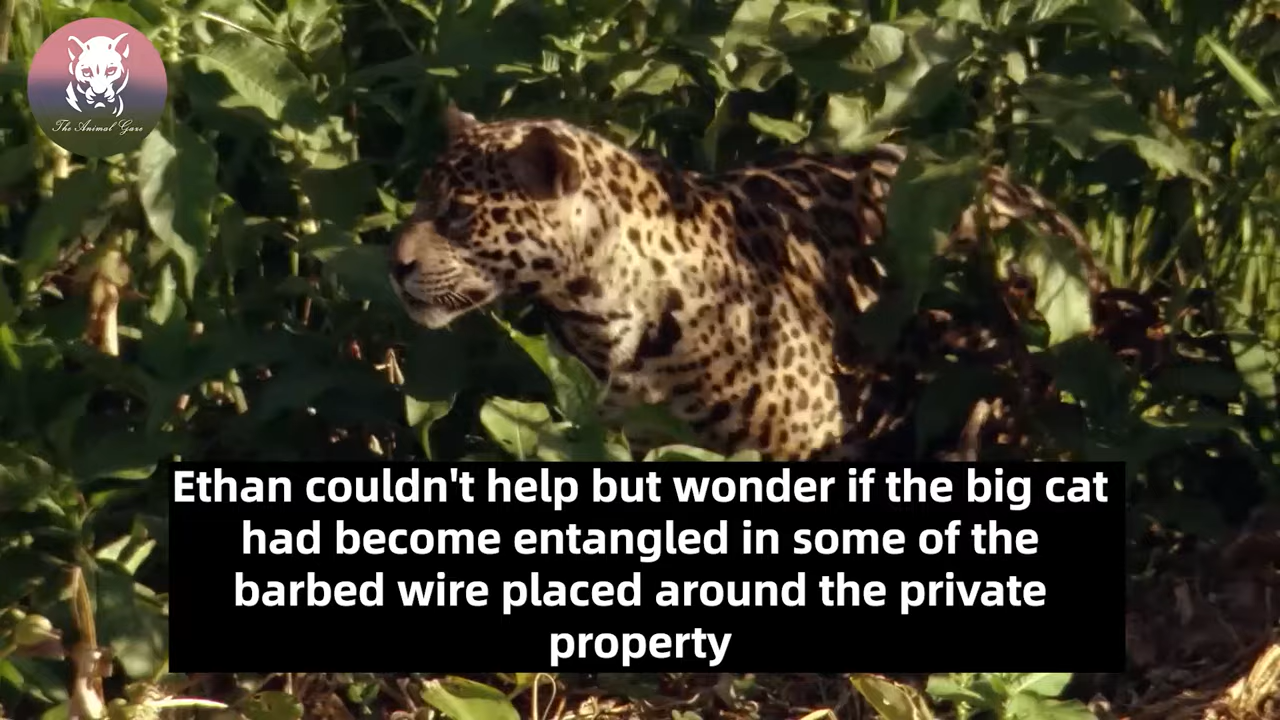 The Animal Gaze
Ethan couldn't help but wonder if the big cat
had become entangled in some of the
barbed wire placed around the private
property